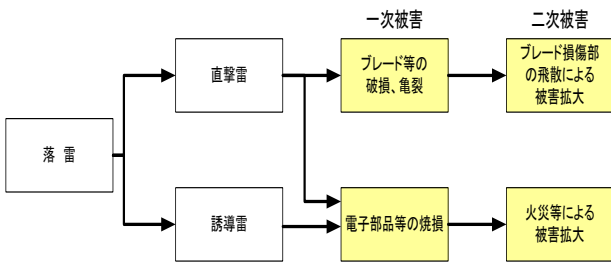 一次被害
二次被害
直撃雷
ブレード等の
破損、亀裂
ブレード損傷部
の飛散による
被害拡大
落 雷
誘導雷
電子部品等の焼損
火災等による
被害拡大